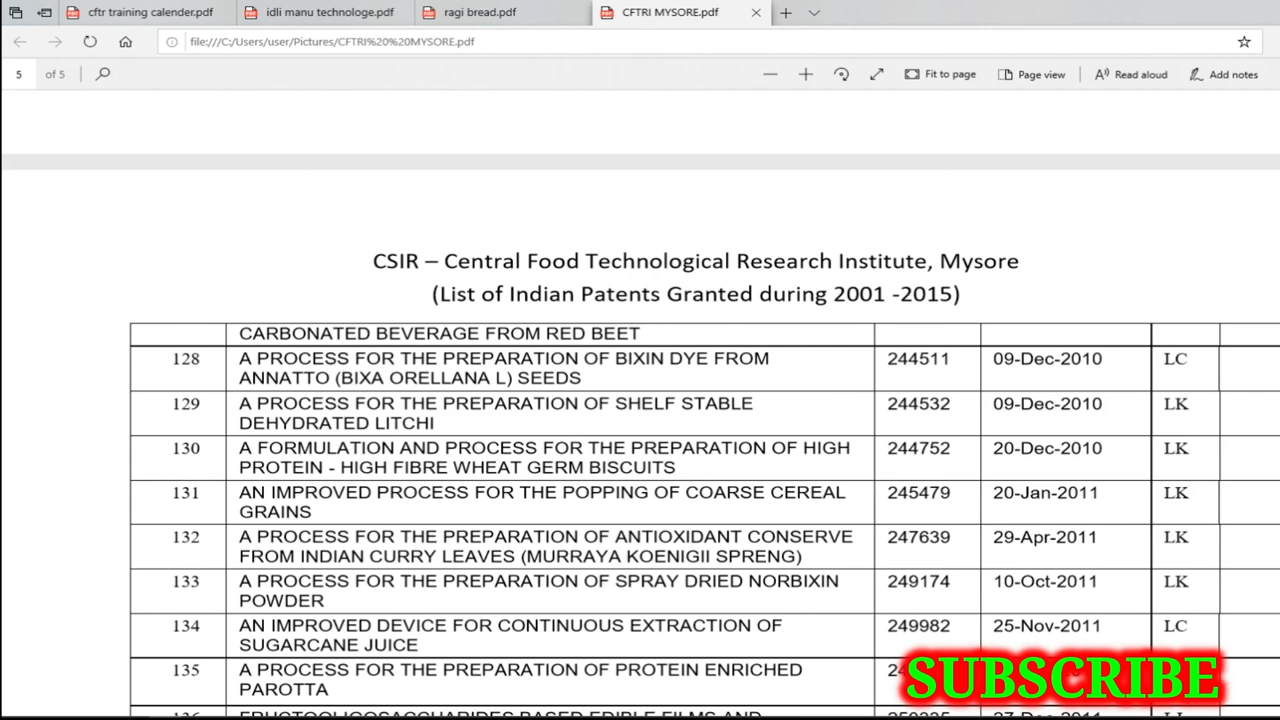 cftr training calender.pdf
idli manu technologe.pdf
ragi bread.pdf
CFTRI MYSORE.pdf
file:///C:/Users/user/Pictures/CFTRI%20%20MYSORE.pdf
5 of 5
Fit to page
Page view
Read aloud
Add notes
CSIR – Central Food Technological Research Institute, Mysore
(List of Indian Patents Granted during 2001 -2015)
CARBONATED BEVERAGE FROM RED BEET
128 A PROCESS FOR THE PREPARATION OF BIXIN DYE FROM 244511 09-Dec-2010 LC
ANNATTO (BIXA ORELLANA L) SEEDS
129 A PROCESS FOR THE PREPARATION OF SHELF STABLE 244532 09-Dec-2010 LK
DEHYDRATED LITCHI
130 A FORMULATION AND PROCESS FOR THE PREPARATION OF HIGH 244752 20-Dec-2010 LK
PROTEIN - HIGH FIBRE WHEAT GERM BISCUITS
131 AN IMPROVED PROCESS FOR THE POPPING OF COARSE CEREAL 245479 20-Jan-2011 LK
GRAINS
132 A PROCESS FOR THE PREPARATION OF ANTIOXIDANT CONSERVE 247639 29-Apr-2011 LK
FROM INDIAN CURRY LEAVES (MURRAYA KOENIGII SPRENG)
133 A PROCESS FOR THE PREPARATION OF SPRAY DRIED NORBIXIN 249174 10-Oct-2011 LK
POWDER
134 AN IMPROVED DEVICE FOR CONTINUOUS EXTRACTION OF 249982 25-Nov-2011 LC
SUGARCANE JUICE
135 A PROCESS FOR THE PREPARATION OF PROTEIN ENRICHED
PAROTTA
SUBSCRIBE
FRUCTOOLIGOSACCHARIDES BASED EDIBLE FILMS AND